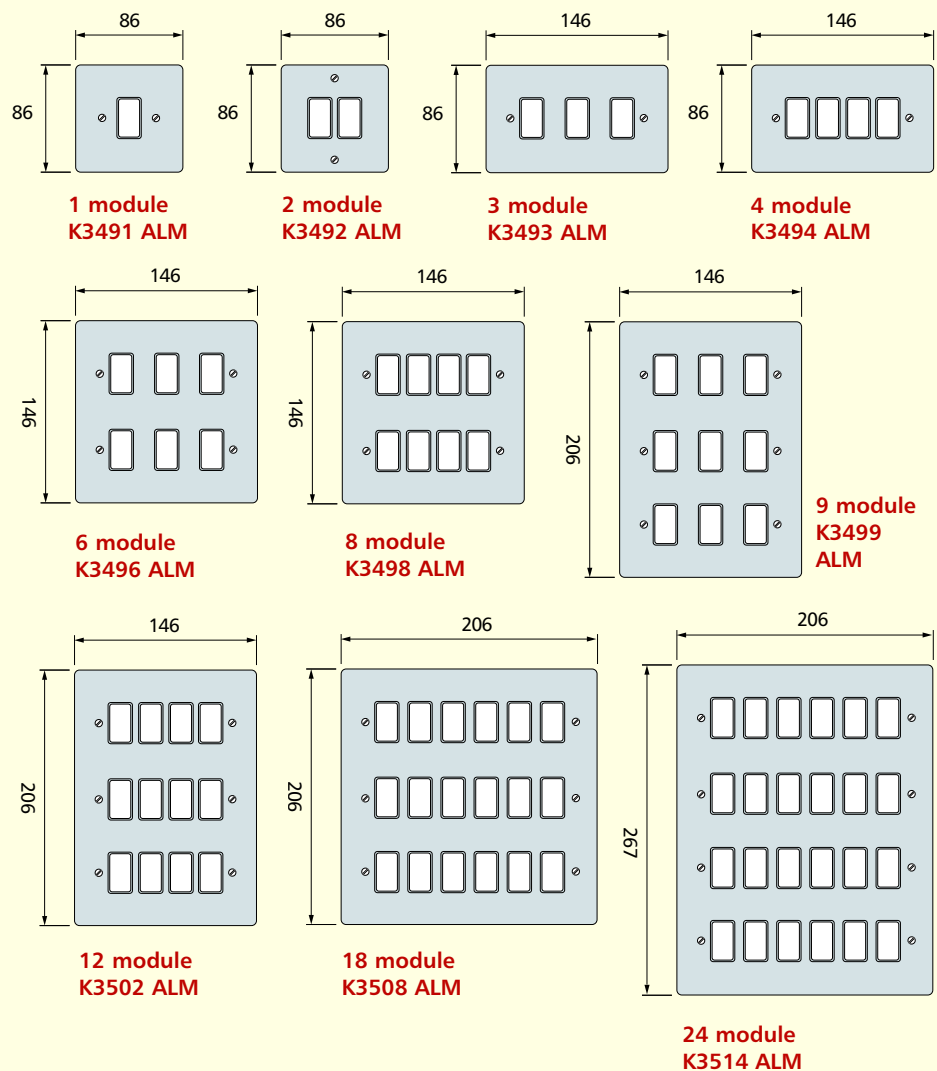 86
86
1 module
K3491 ALM
86
86
2 module
K3492 ALM
146
86
3 module
K3493 ALM
146
86
4 module
K3494 ALM
146
146
6 module
K3496 ALM
146
146
8 module
K3498 ALM
146
206
9 module
K3499
ALM
146
206
12 module
K3502 ALM
206
206
18 module
K3508 ALM
206
267
24 module
K3514 ALM